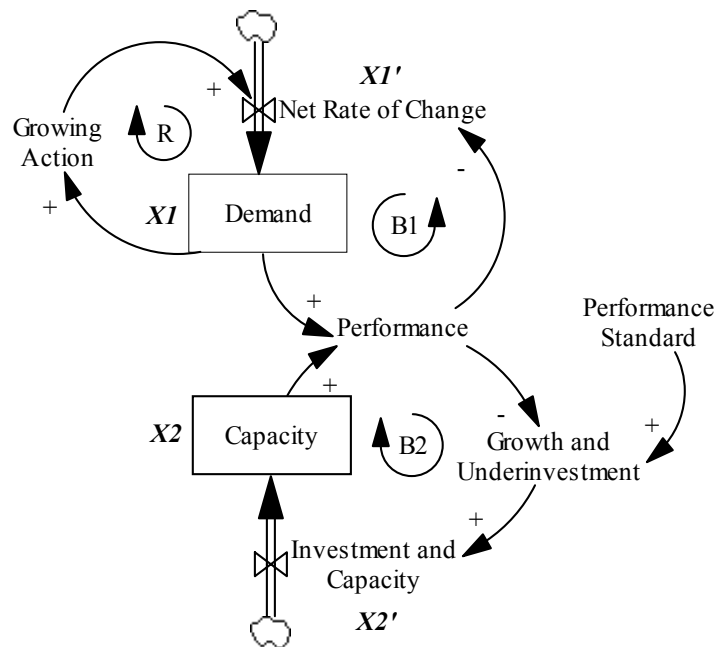 X1'
+
Net Rate of Change
Growing
Action
R
-
+
X1
Demand
B1
+
Performance
Performance
Standard
+
X2
Capacity
B2
-
+
Growth and
Underinvestment
+
Investment and
Capacity
X2'